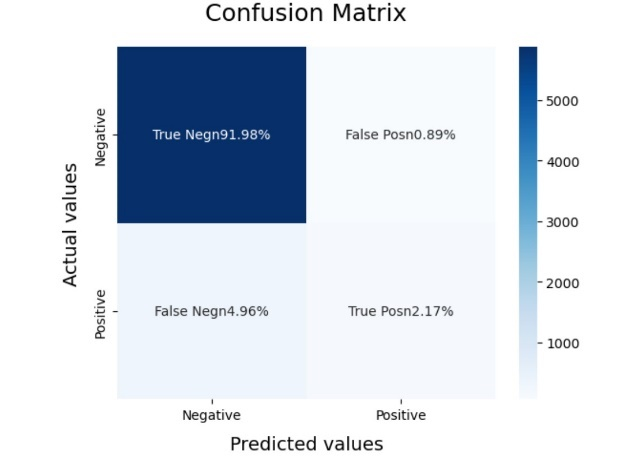 Confusion Matrix
Actual values
Negative
Positive
True Negn91.98%
False Posn0.89%
False Negn4.96%
True Posn2.17%
Negative
Positive
Predicted values
5000
4000
3000
2000
1000